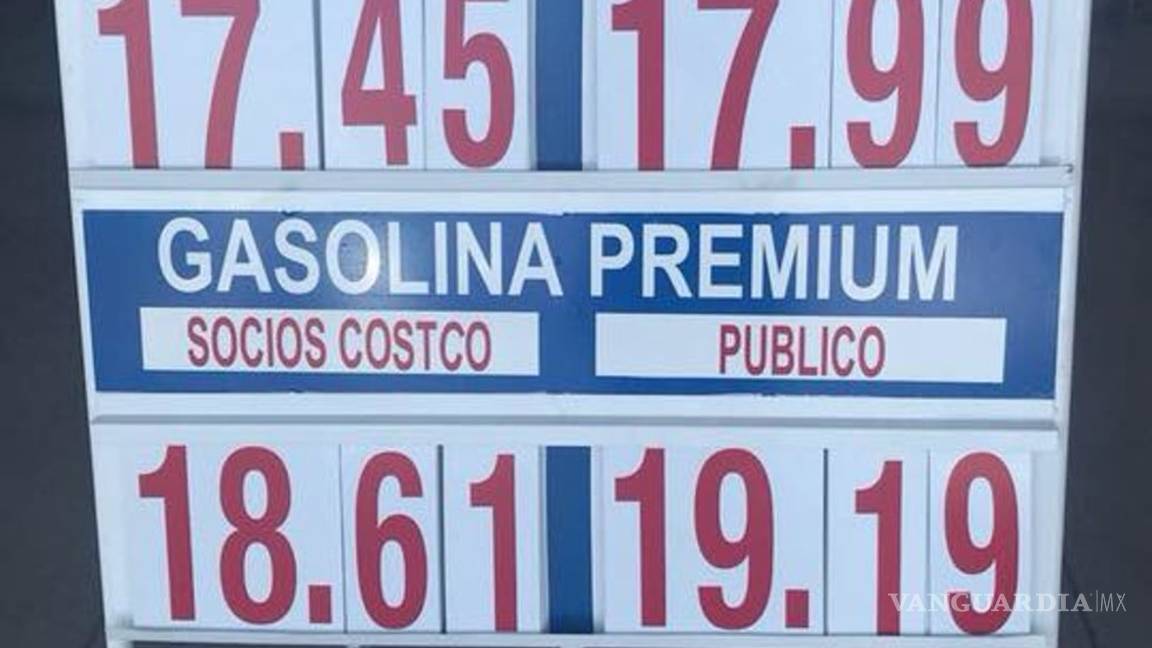 17.45 17.99
GASOLINA PREMIUM
SOCIOS COSTCO PUBLICO
18.61 19.19
VANGUARDIA|MX